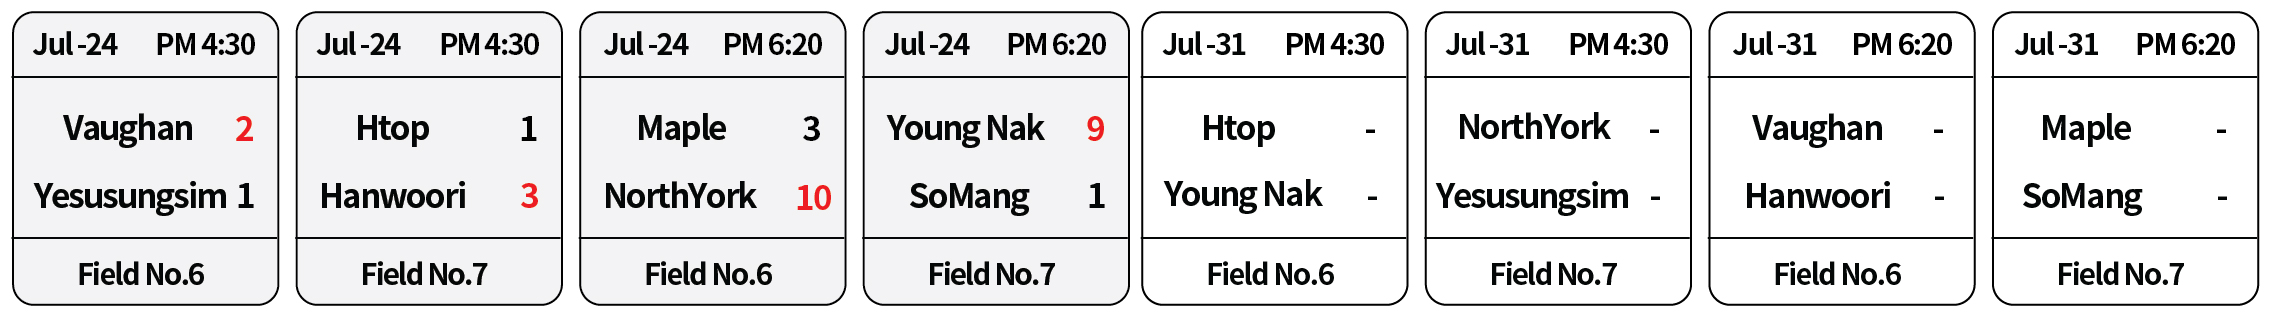 Jul -24 PM 4:30
Vaughan 2
Yesusungsim 1
Field No.6
Jul -24 PM 4:30
Htop 1
Hanwoori 3
Field No.7
Jul -24 PM 6:20
Maple 3
NorthYork 10
Field No.6
Jul -24 PM 6:20
Young Nak 9
SoMang 1
Field No.7
Jul -31 PM 4:30
Htop -
Young Nak -
Field No.6
Jul -31 PM 4:30
NorthYork -
Yesusungsim -
Field No.7
Jul -31 PM 6:20
Vaughan -
Hanwoori -
Field No.6
Jul -31 PM 6:20
Maple -
SoMang -
Field No.7